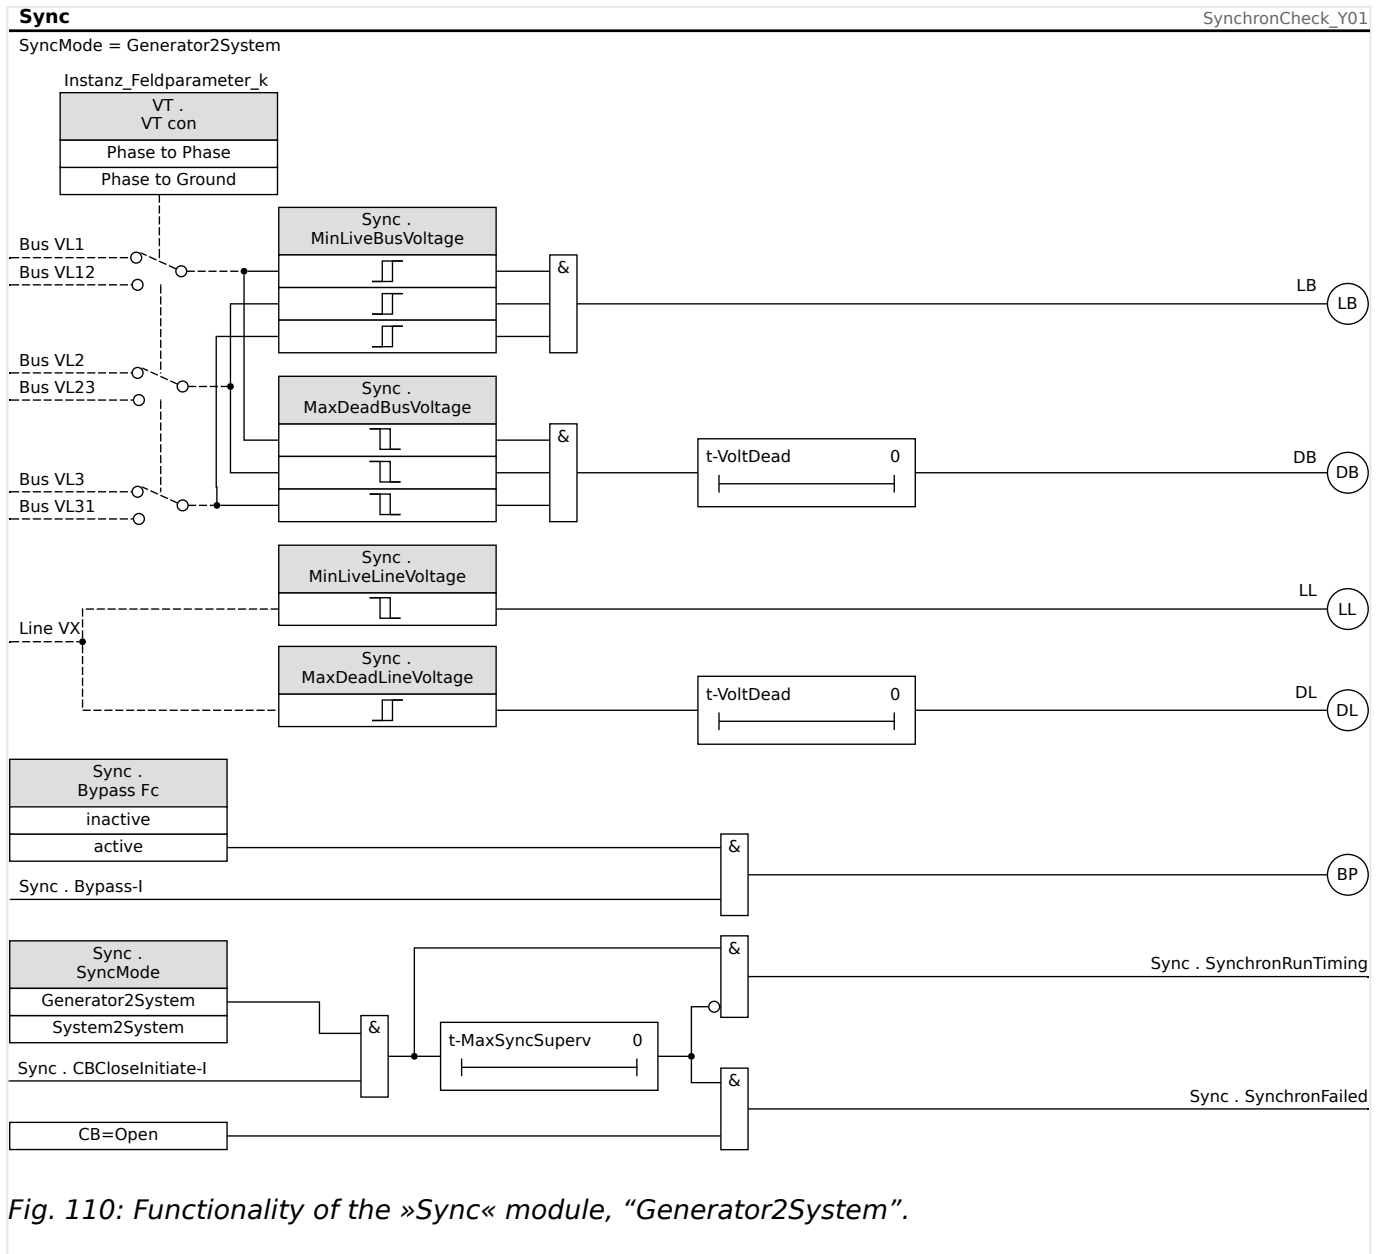 Sync
SynchronCheck_Y01
SyncMode = Generator2System
Instanz_Feldparameter_k
VT .
VT con
Phase to Phase
Phase to Ground
Sync .
MinLiveBusVoltage
Bus VL1
Bus VL12
&
LB
LB
Bus VL2
Bus VL23
Sync .
MaxDeadBusVoltage
&
t-VoltDead 0
DB
DB
Bus VL3
Bus VL31
Sync .
MinLiveLineVoltage
LL
LL
Line VX
Sync .
MaxDeadLineVoltage
t-VoltDead 0
DL
DL
Sync .
Bypass Fc
inactive
active
&
Sync . Bypass-I
BP
Sync .
SyncMode
Generator2System
System2System
&
Sync . SynchronRunTiming
&
t-MaxSyncSuperv 0
Sync . CBCloseInitiate-I
&
Sync . SynchronFailed
CB=Open
Fig. 110: Functionality of the »Sync« module, “Generator2System”.